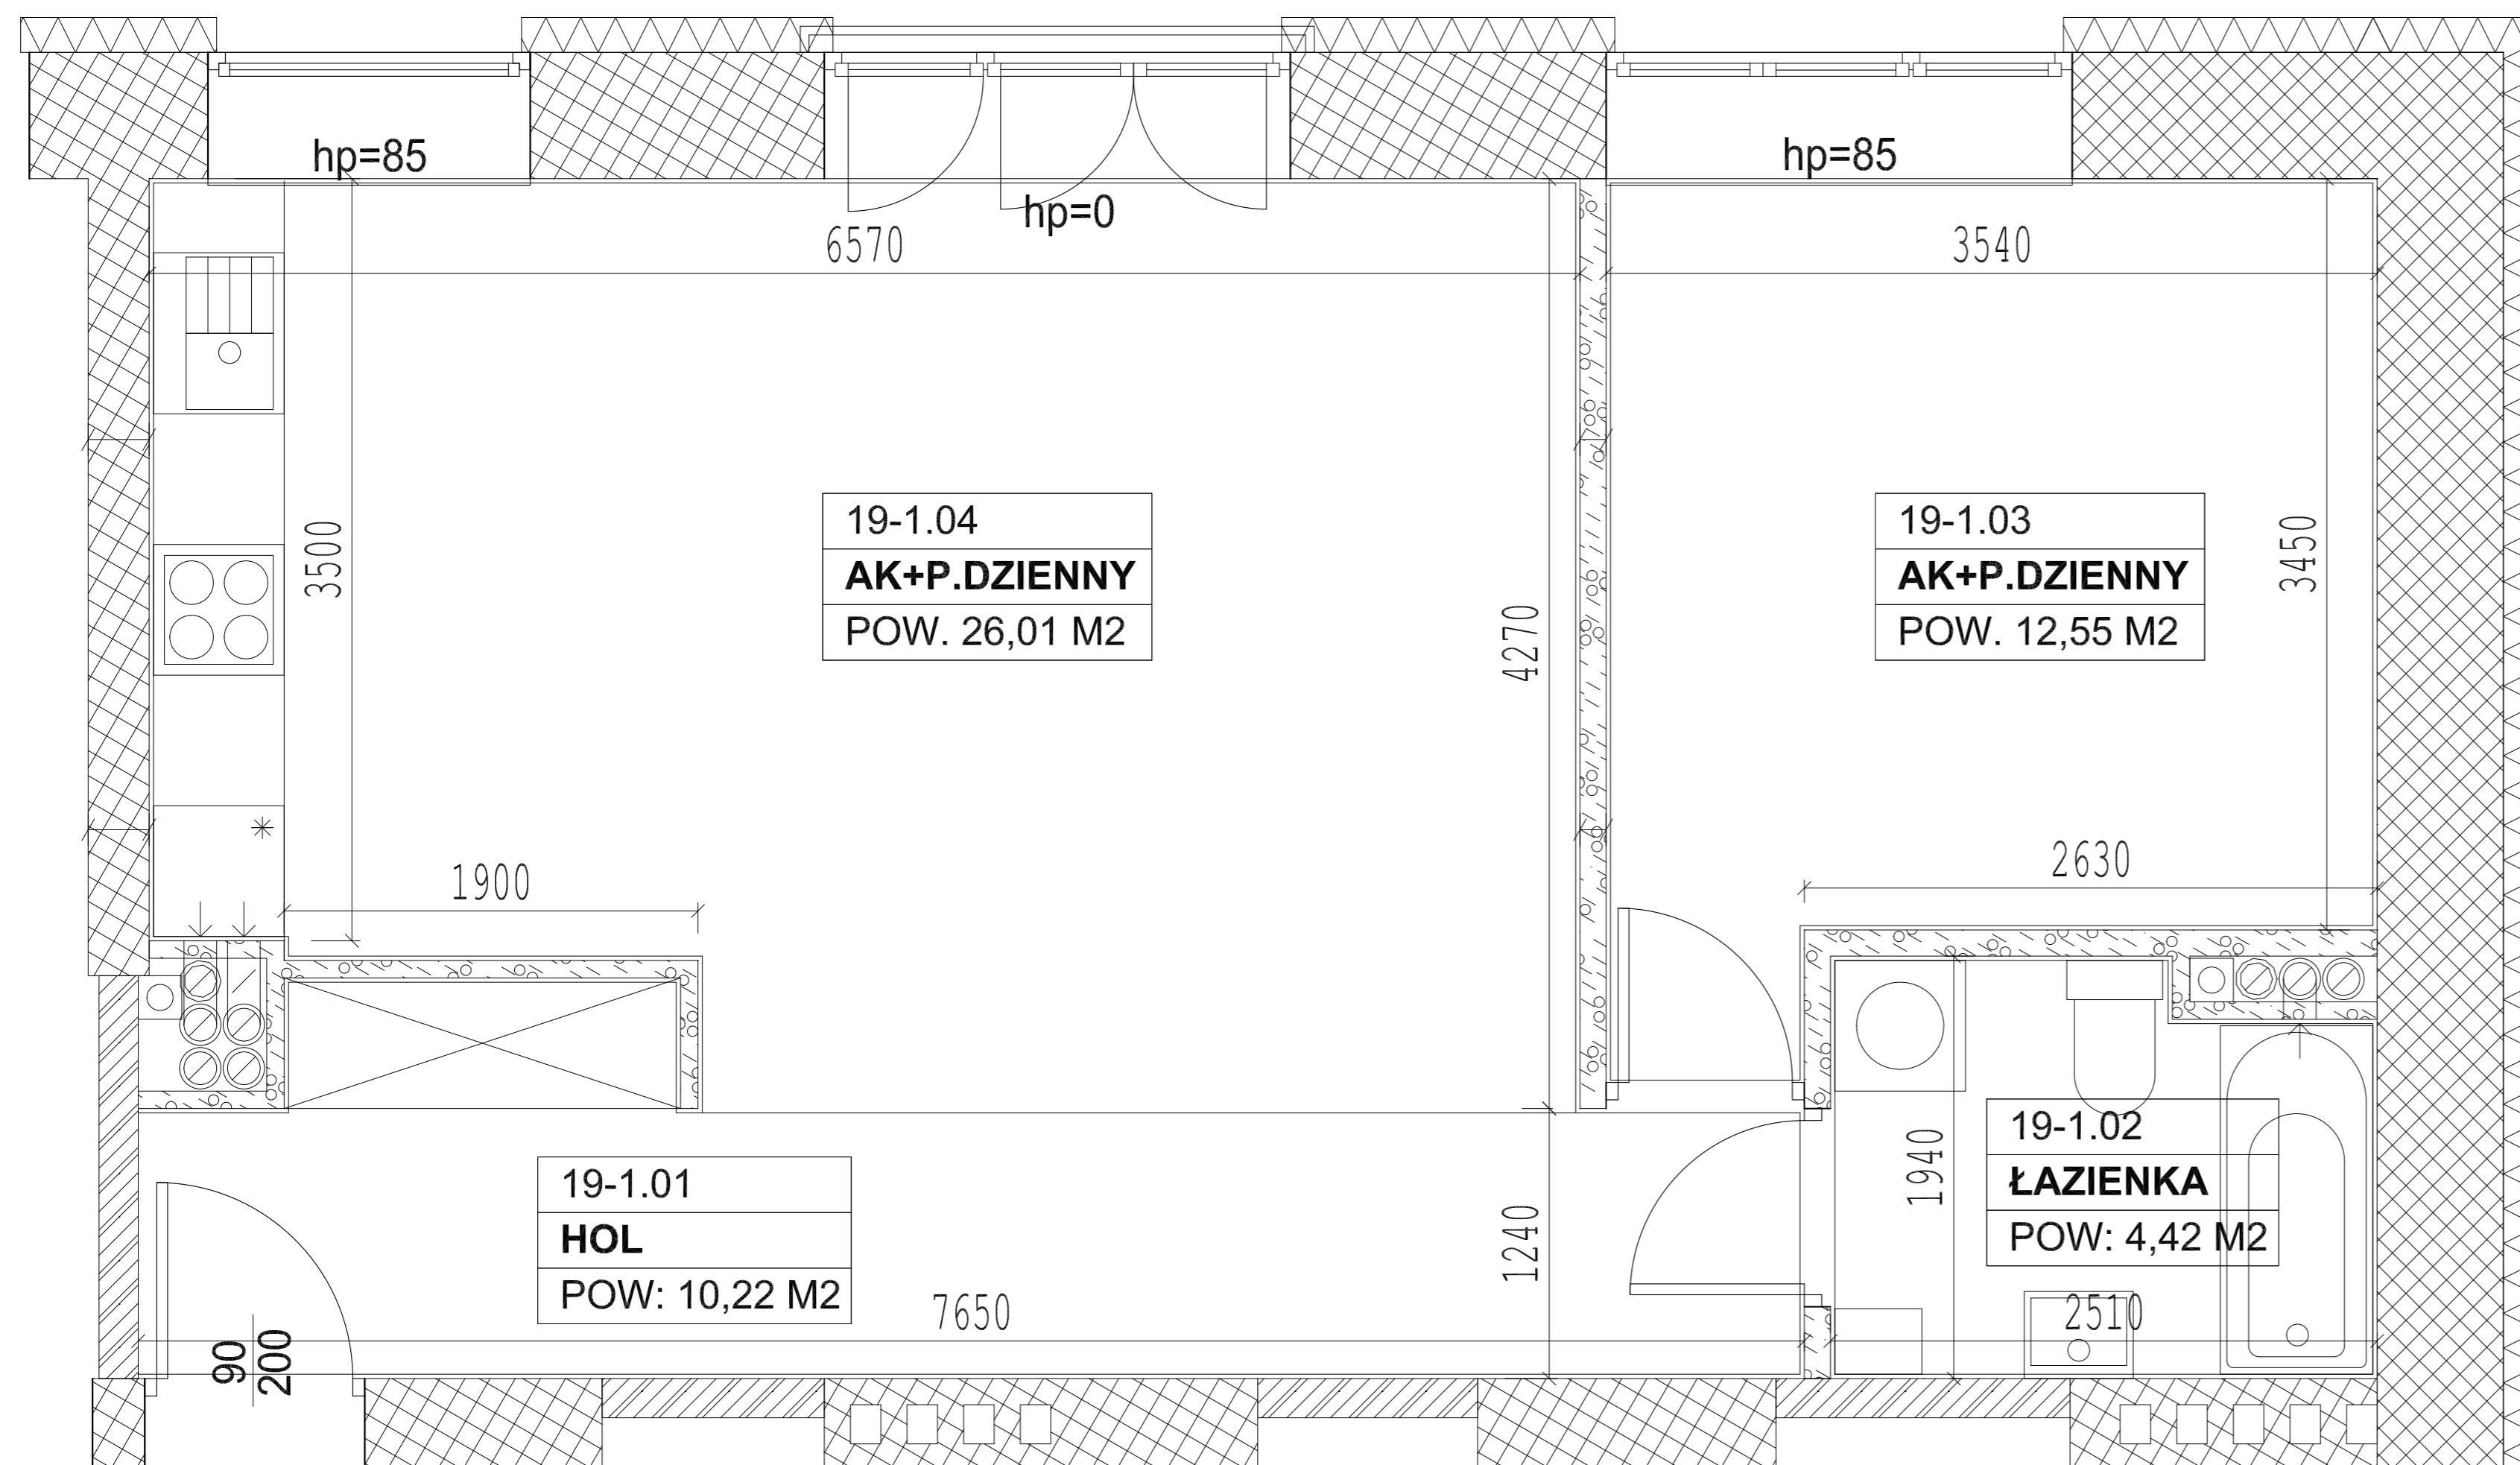 hp=85
hp=85
hp=0
6570
3540
19-1.04
AK+P.DZIENNY
POW. 26,01 M2
19-1.03
AK+P.DZIENNY
POW. 12,55 M2
3500
3450
4270
1900
2630
19-1.02
ŁAZIENKA
POW: 4,42 M2
1940
19-1.01
HOL
POW: 10,22 M2
1240
7650
2510
90
200